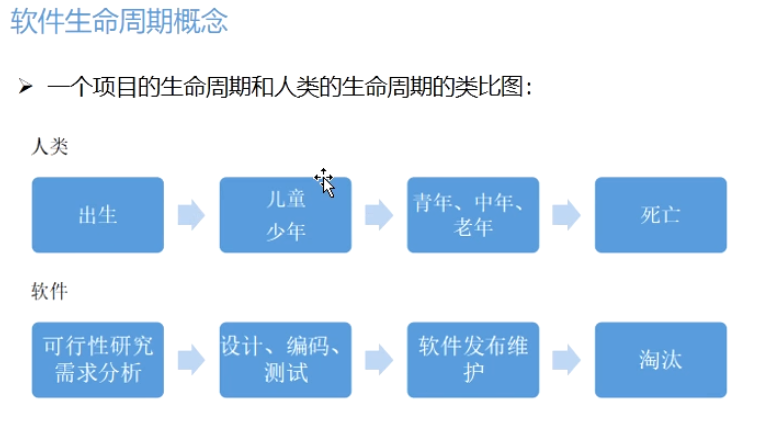 软件生命周期概念
➢ 一个项目的生命周期和人类的生命周期的类比图：
人类
出生
儿童
少年
青年、中年、
老年
死亡
软件
可行性研究
需求分析
设计、编码、
测试
软件发布维
护
淘汰